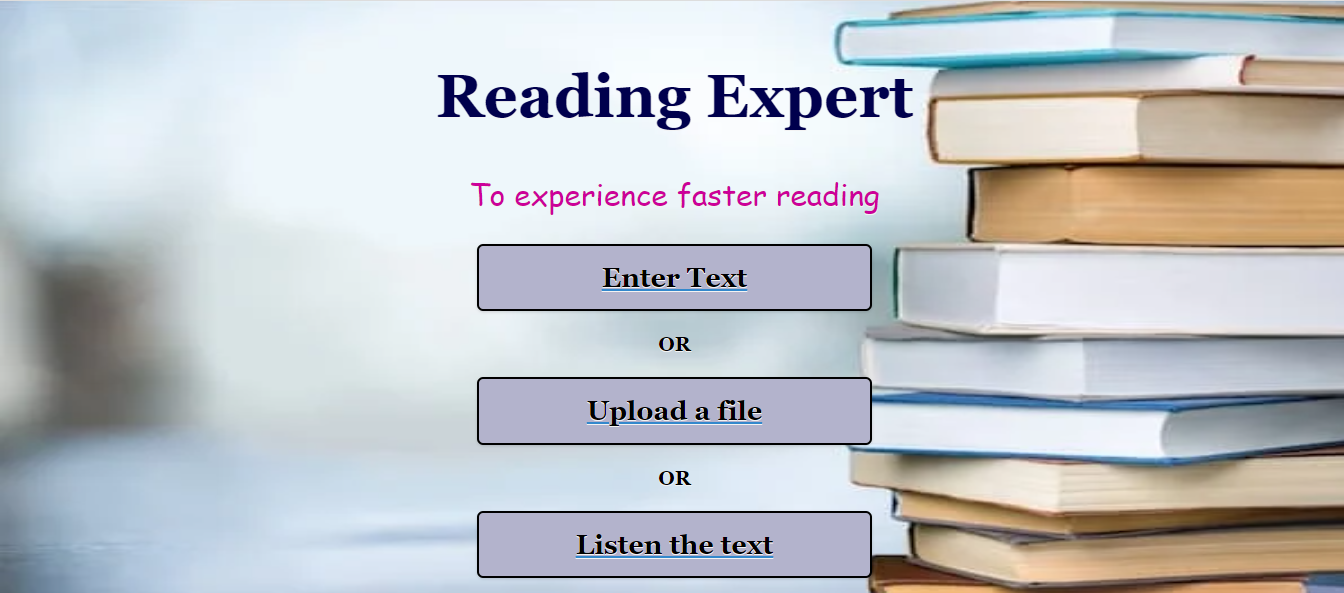 Reading Expert
To experience faster reading
Enter Text
OR
Upload a file
OR
Listen the text